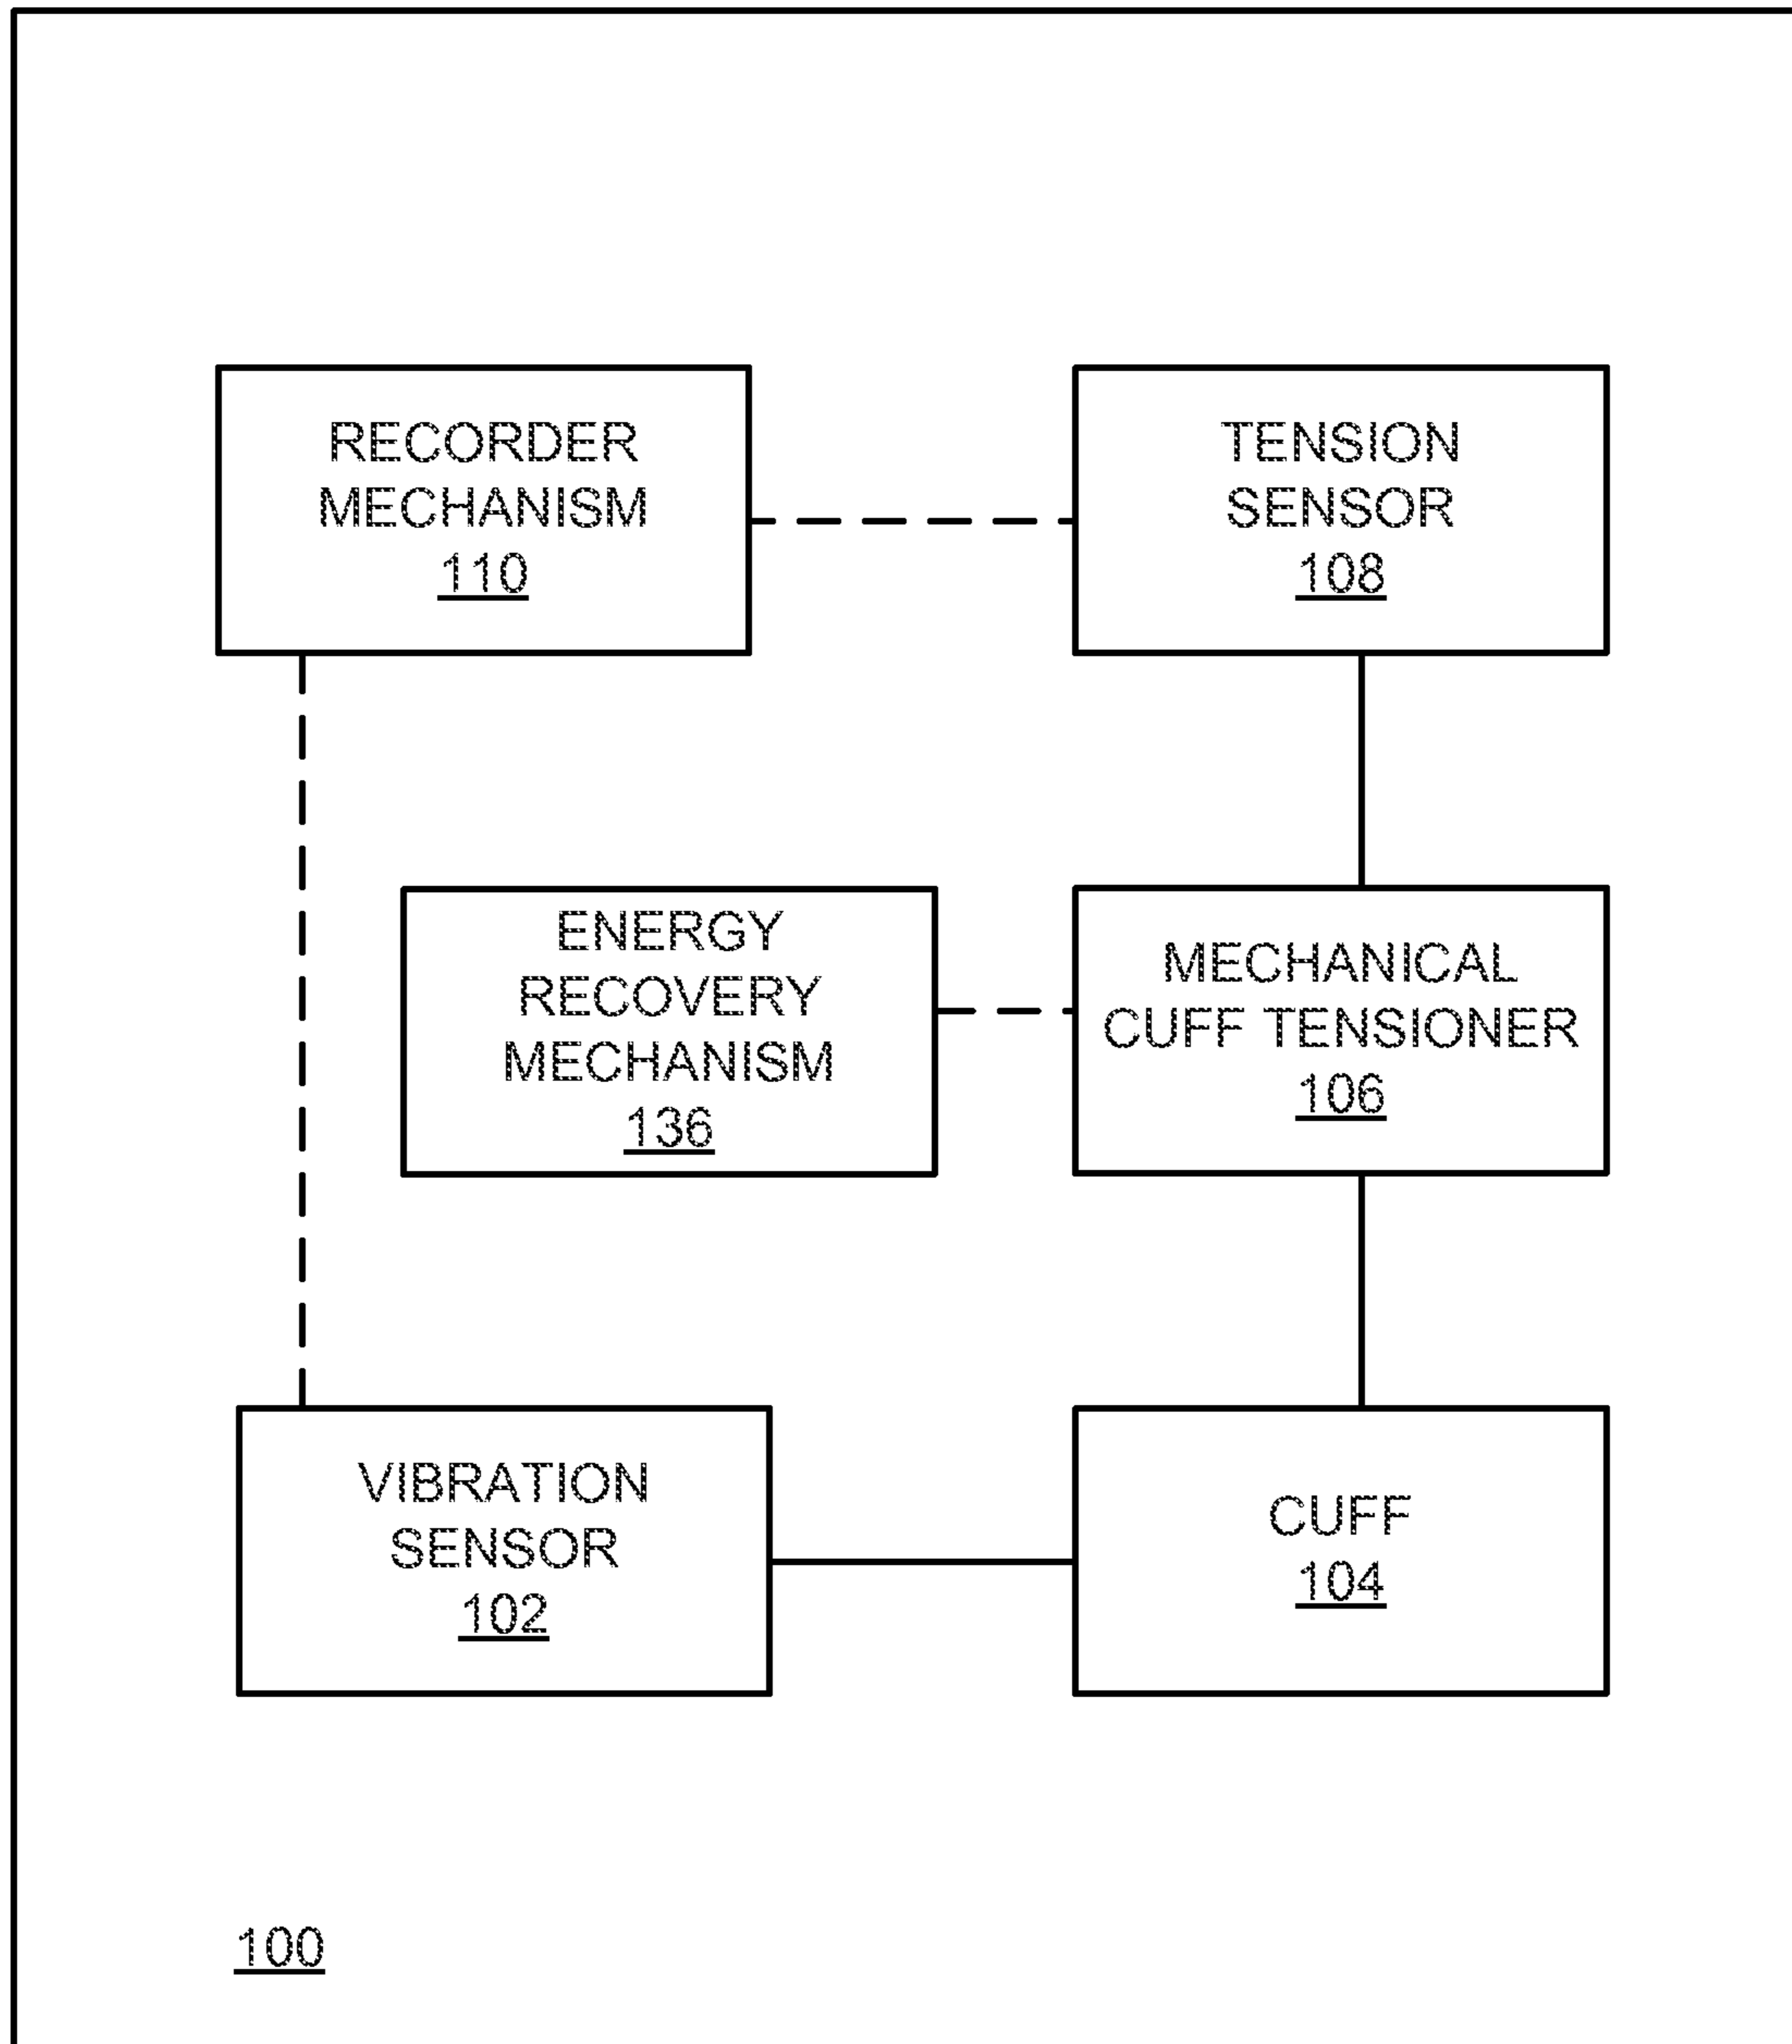 RECORDER
MECHANISM
110
TENSION
SENSOR
108
ENERGY
RECOVERY
MECHANISM
136
MECHANICAL
CUFF TENSIONER
106
VIBRATION
SENSOR
102
CUFF
104
100